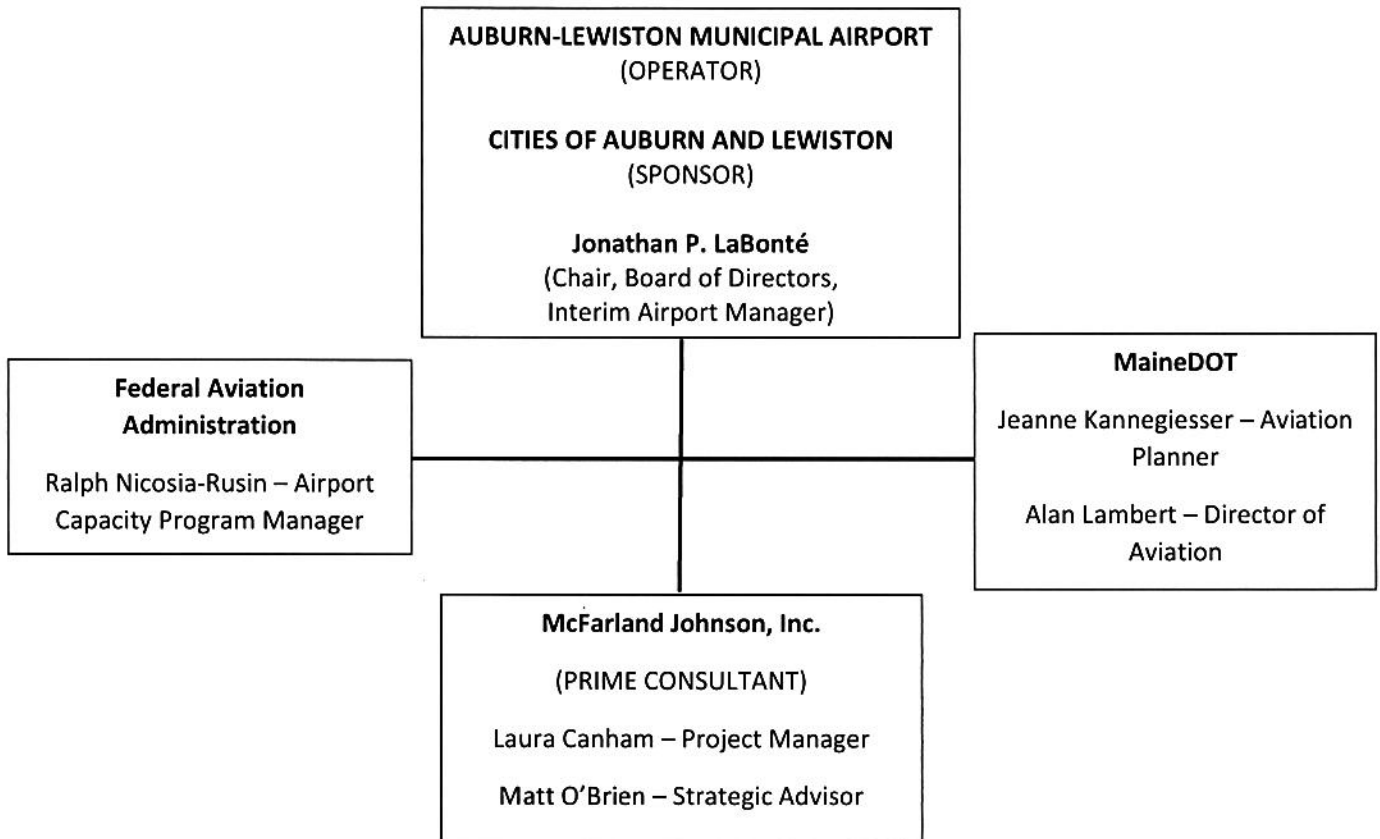 AUBURN-LEWISTON MUNICIPAL AIRPORT
(OPERATOR)
CITIES OF AUBURN AND LEWISTON
(SPONSOR)
Jonathan P. LaBonté
(Chair, Board of Directors,
Interim Airport Manager)
Federal Aviation
Administration
Ralph Nicosia-Rusin – Airport
Capacity Program Manager
MaineDOT
Jeanne Kannegiesser – Aviation
Planner
Alan Lambert – Director of
Aviation
McFarland Johnson, Inc.
(PRIME CONSULTANT)
Laura Canham – Project Manager
Matt O’Brien – Strategic Advisor